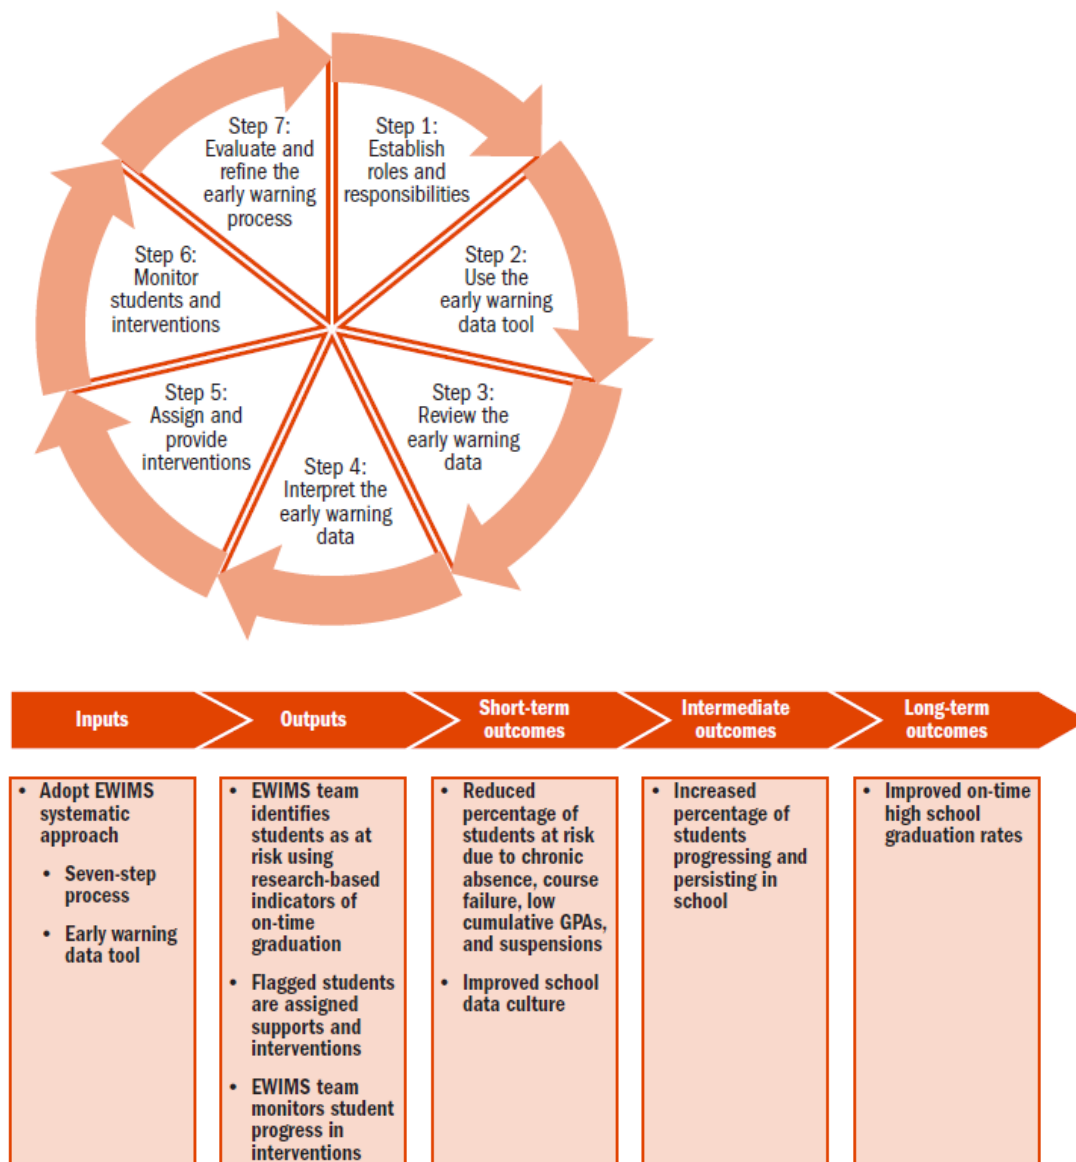 Step 1:
Establish
roles and
responsibilities
Step 2:
Use the
early warning
data tool
Step 3:
Review the
early warning
data
Step 4:
Interpret the
early warning
data
Step 5:
Assign and
provide
interventions
Step 6:
Monitor
students and
interventions
Step 7:
Evaluate and
refine the
early warning
process
Inputs
Outputs
Short-term
outcomes
Intermediate
outcomes
Long-term
outcomes
• Adopt EWIMS
systematic
approach
• Seven-step
process
• Early warning
data tool
• EWIMS team
identifies
students as at
risk using
research-based
indicators of
on-time
graduation
• Flagged students
are assigned
supports and
interventions
• EWIMS team
monitors student
progress in
interventions
• Reduced
percentage of
students at risk
due to chronic
absence, course
failure, low
cumulative GPAs,
and suspensions
• Improved school
data culture
• Increased
percentage of
students
progressing and
persisting in
school
• Improved on-time
high school
graduation rates